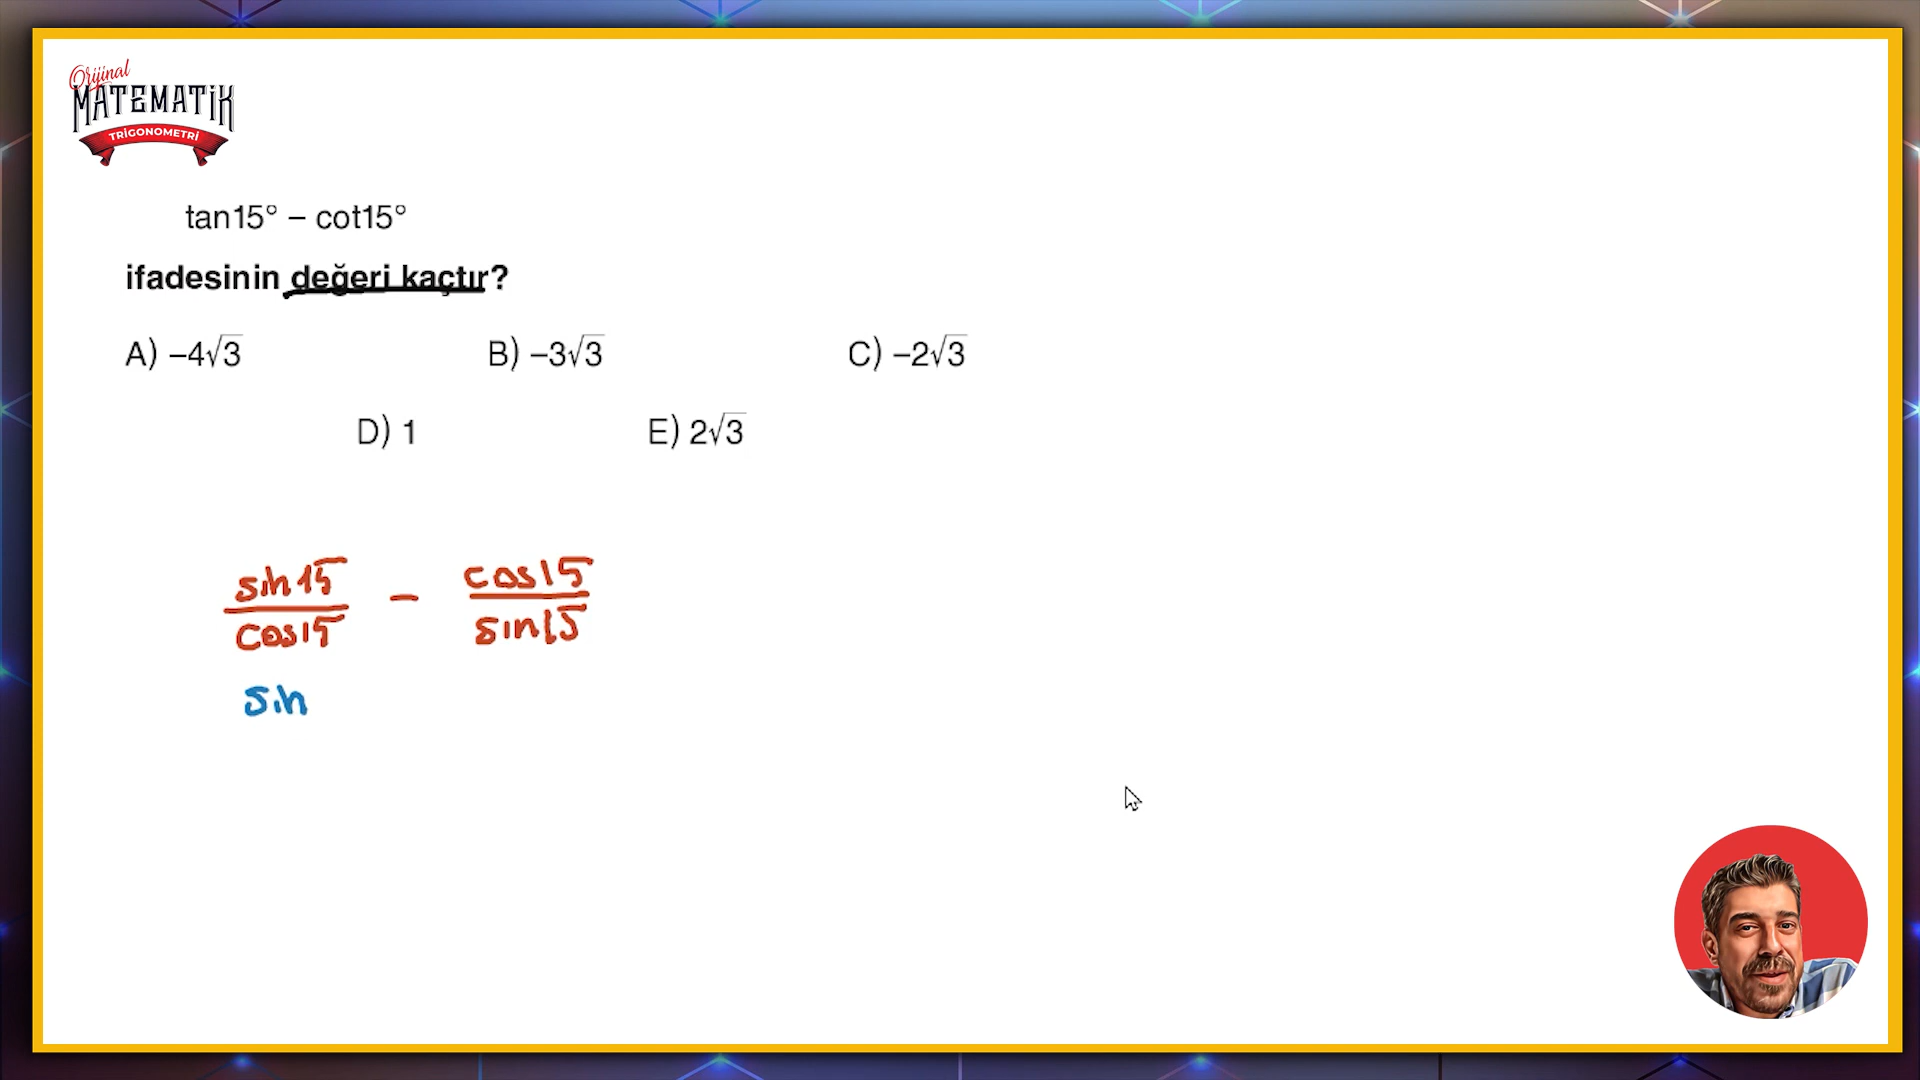 Orijinal
MATEMATİK
TRİGONOMETRİ
tan15° – cot15°
ifadesinin değeri kaçtır?
A) –4√3 B) –3√3 C) –2√3
D) 1 E) 2√3
sin15 – cos15
cos15 sin15
sin